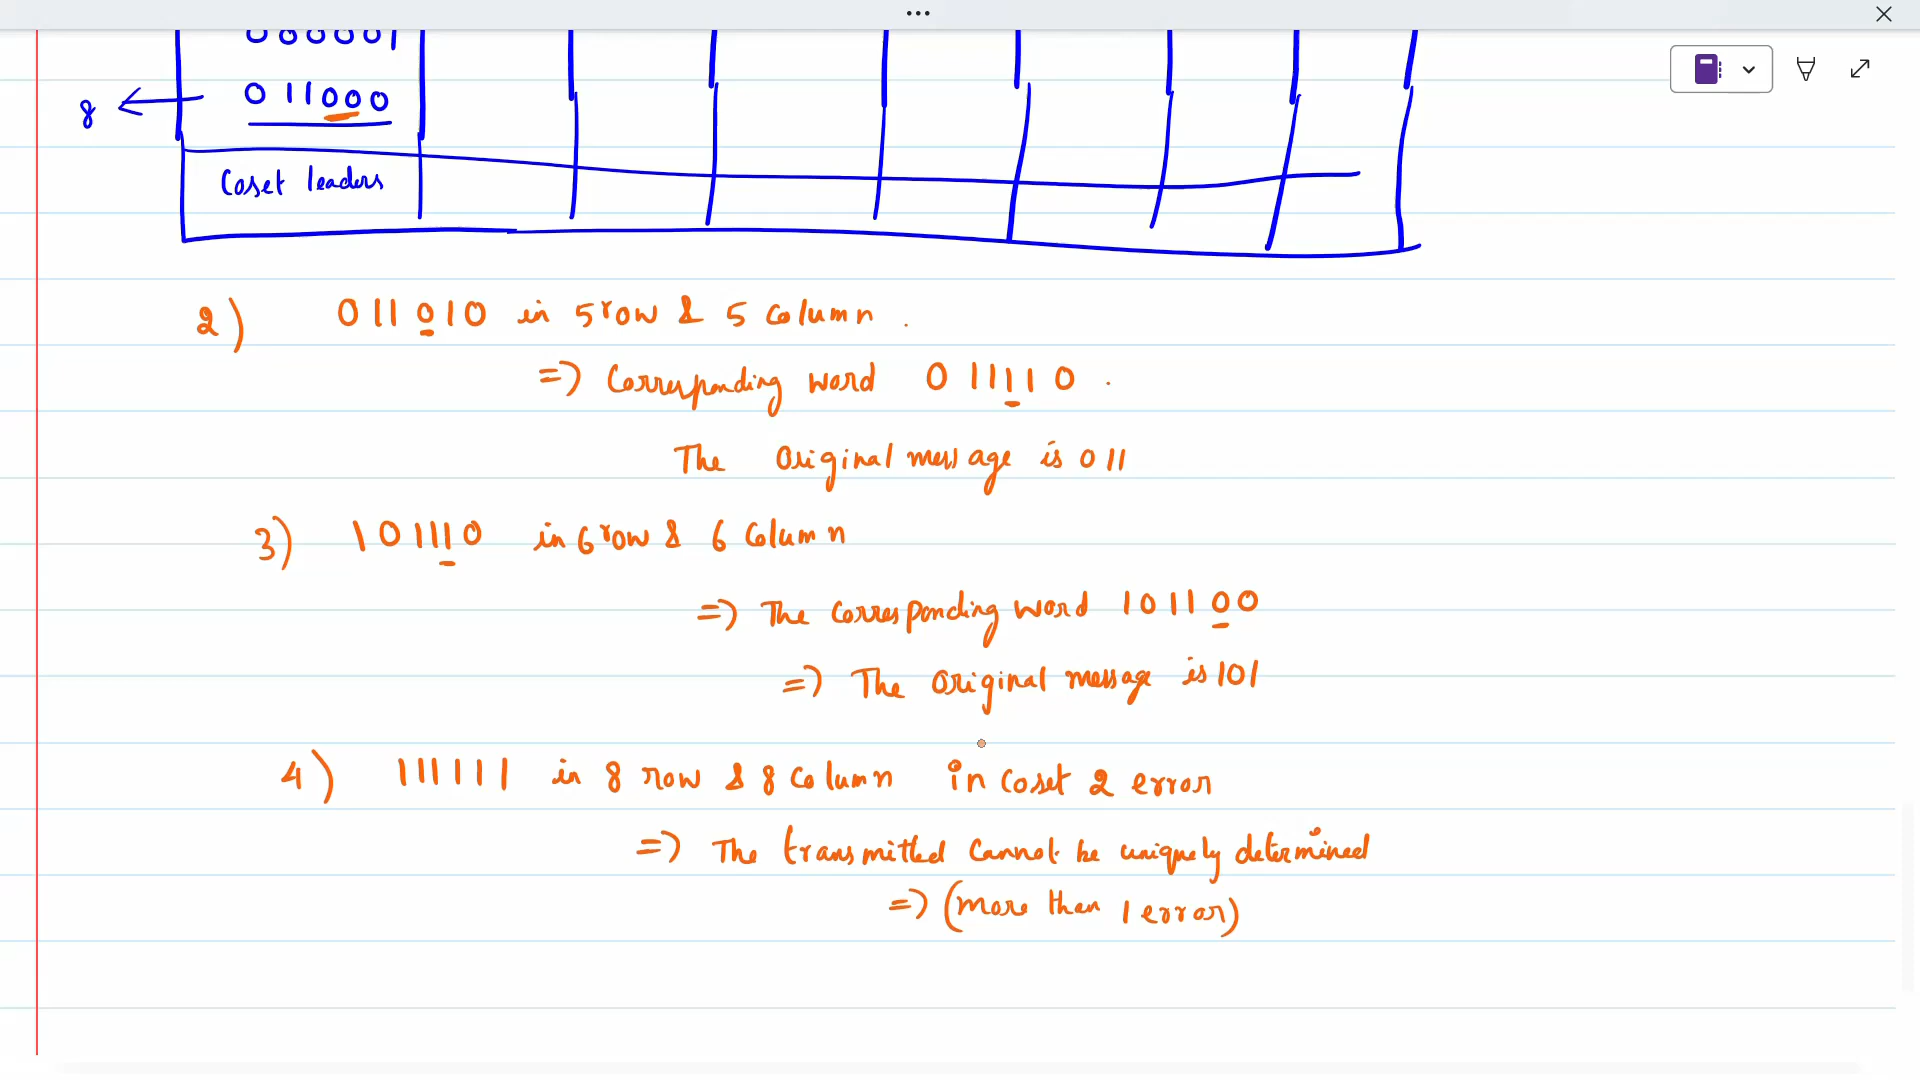 000001
8 ← 011000
Coset leaders
2) 011010 in 5 row & 5 column.
=) Corresponding word 011110.
The Original message is 011
3) 101110 in 6 row & 6 Column
=) The corresponding word 101100
=) The original message is 101
4) 111111 in 8 row & 8 Column in coset 2 error
=) The transmitted cannot be uniquely determined
=) (more than 1 error)